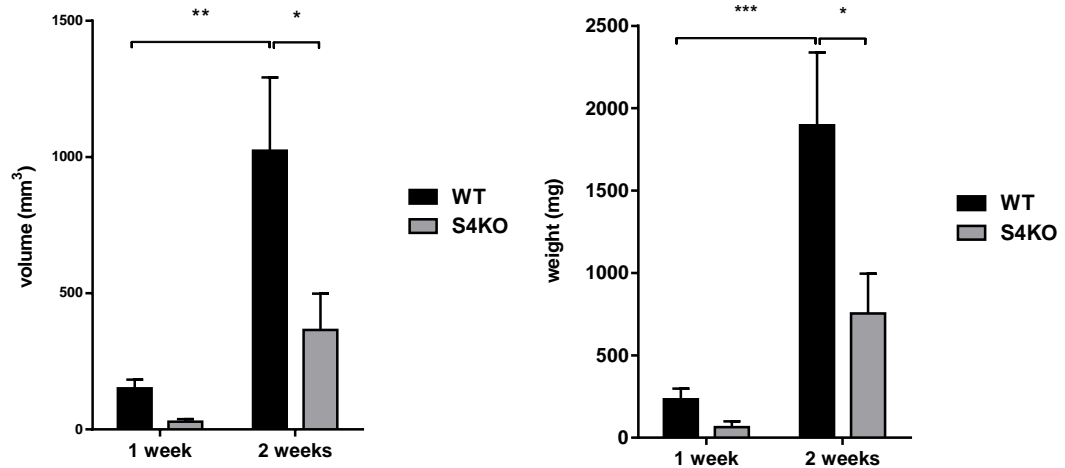 ** *
1500
1000
500
0
volume (mm³)
1 week 2 weeks
WT
S4KO
*** *
2500
2000
1500
1000
500
0
weight (mg)
1 week 2 weeks
WT
S4KO